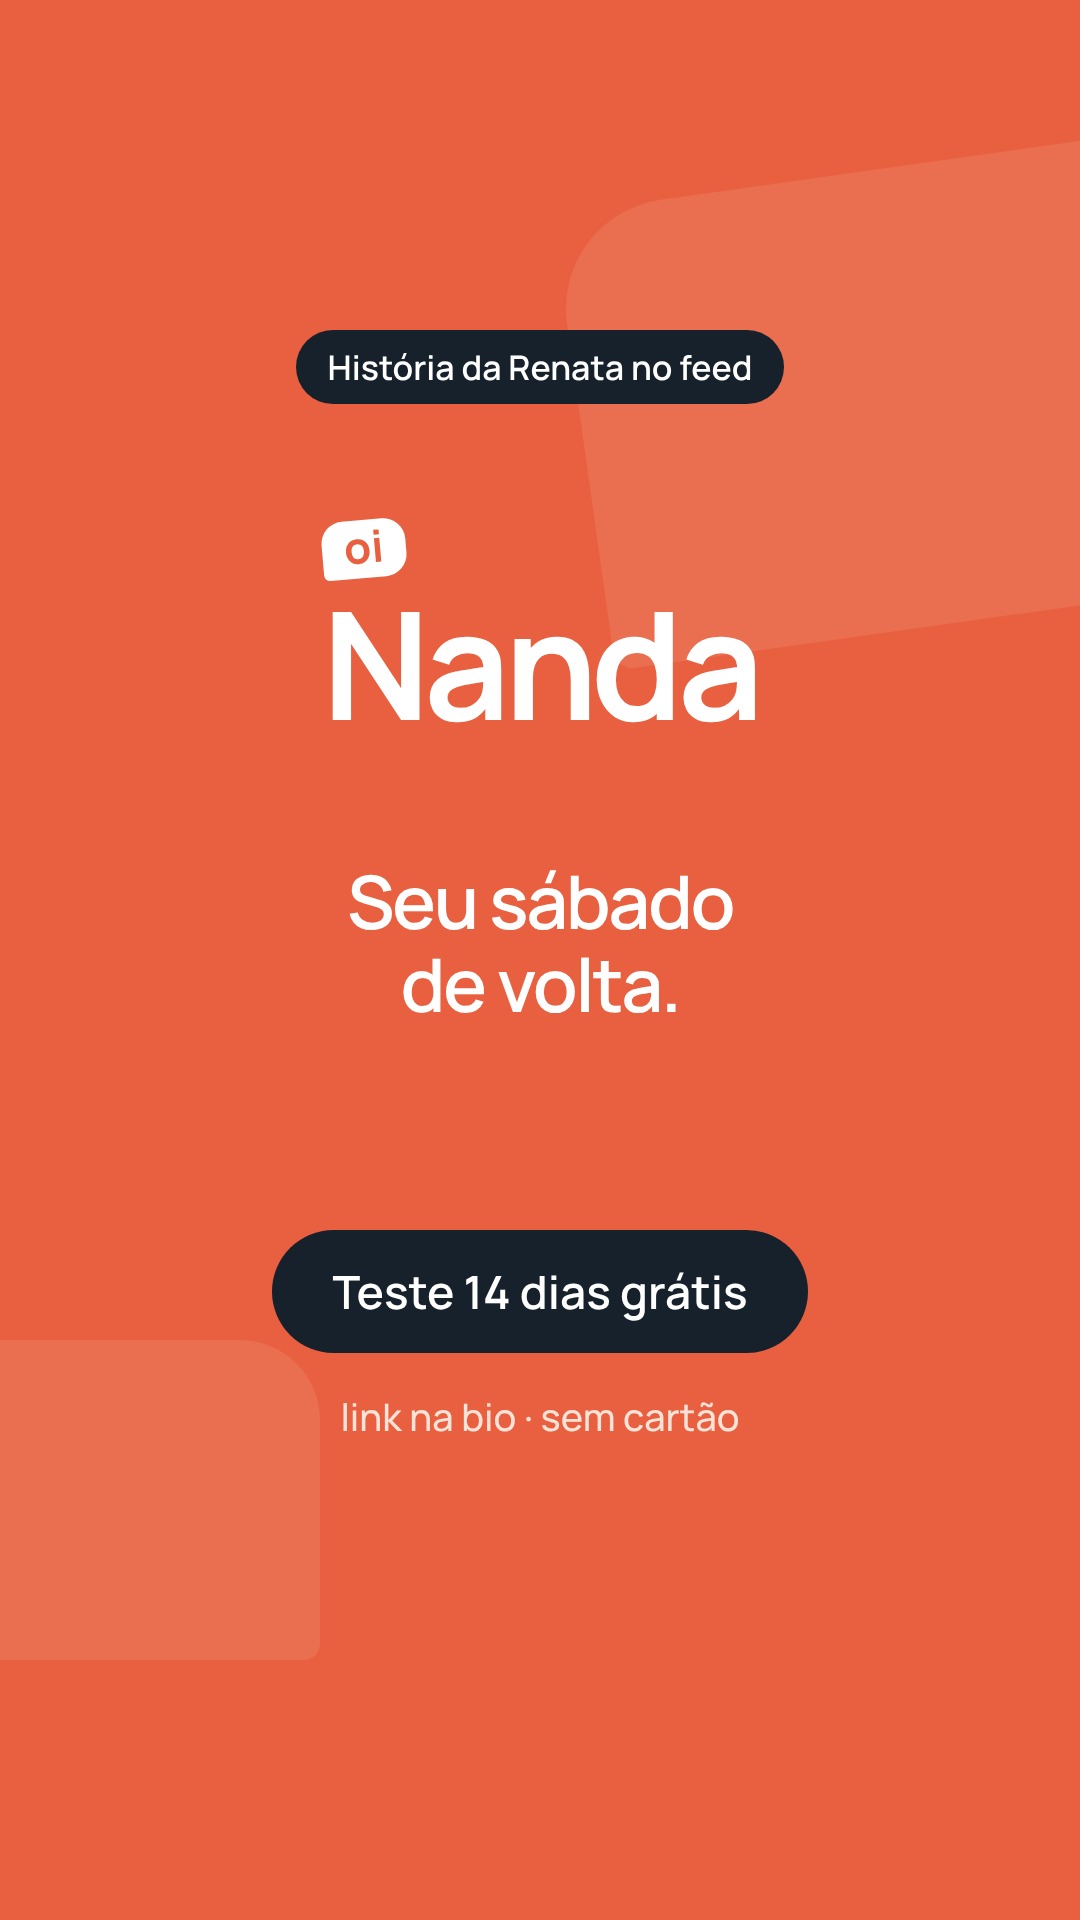 História da Renata no feed
oi
Nanda
Seu sábado
de volta.
Teste 14 dias grátis
link na bio · sem cartão